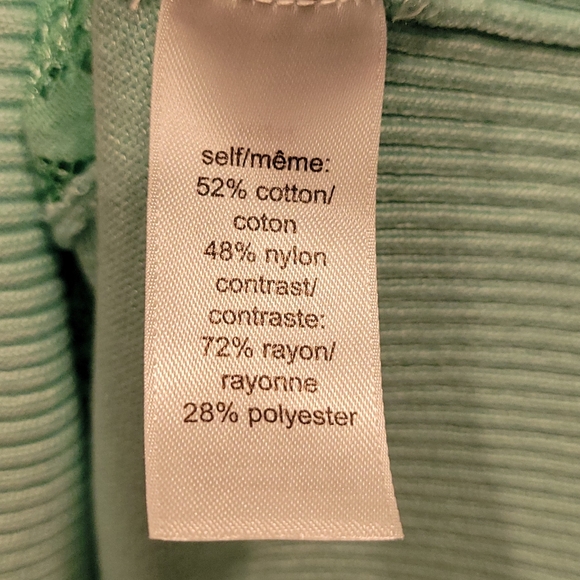 self/même:
52% cotton/
coton
48% nylon
contrast/
contraste:
72% rayon/
rayonne
28% polyester